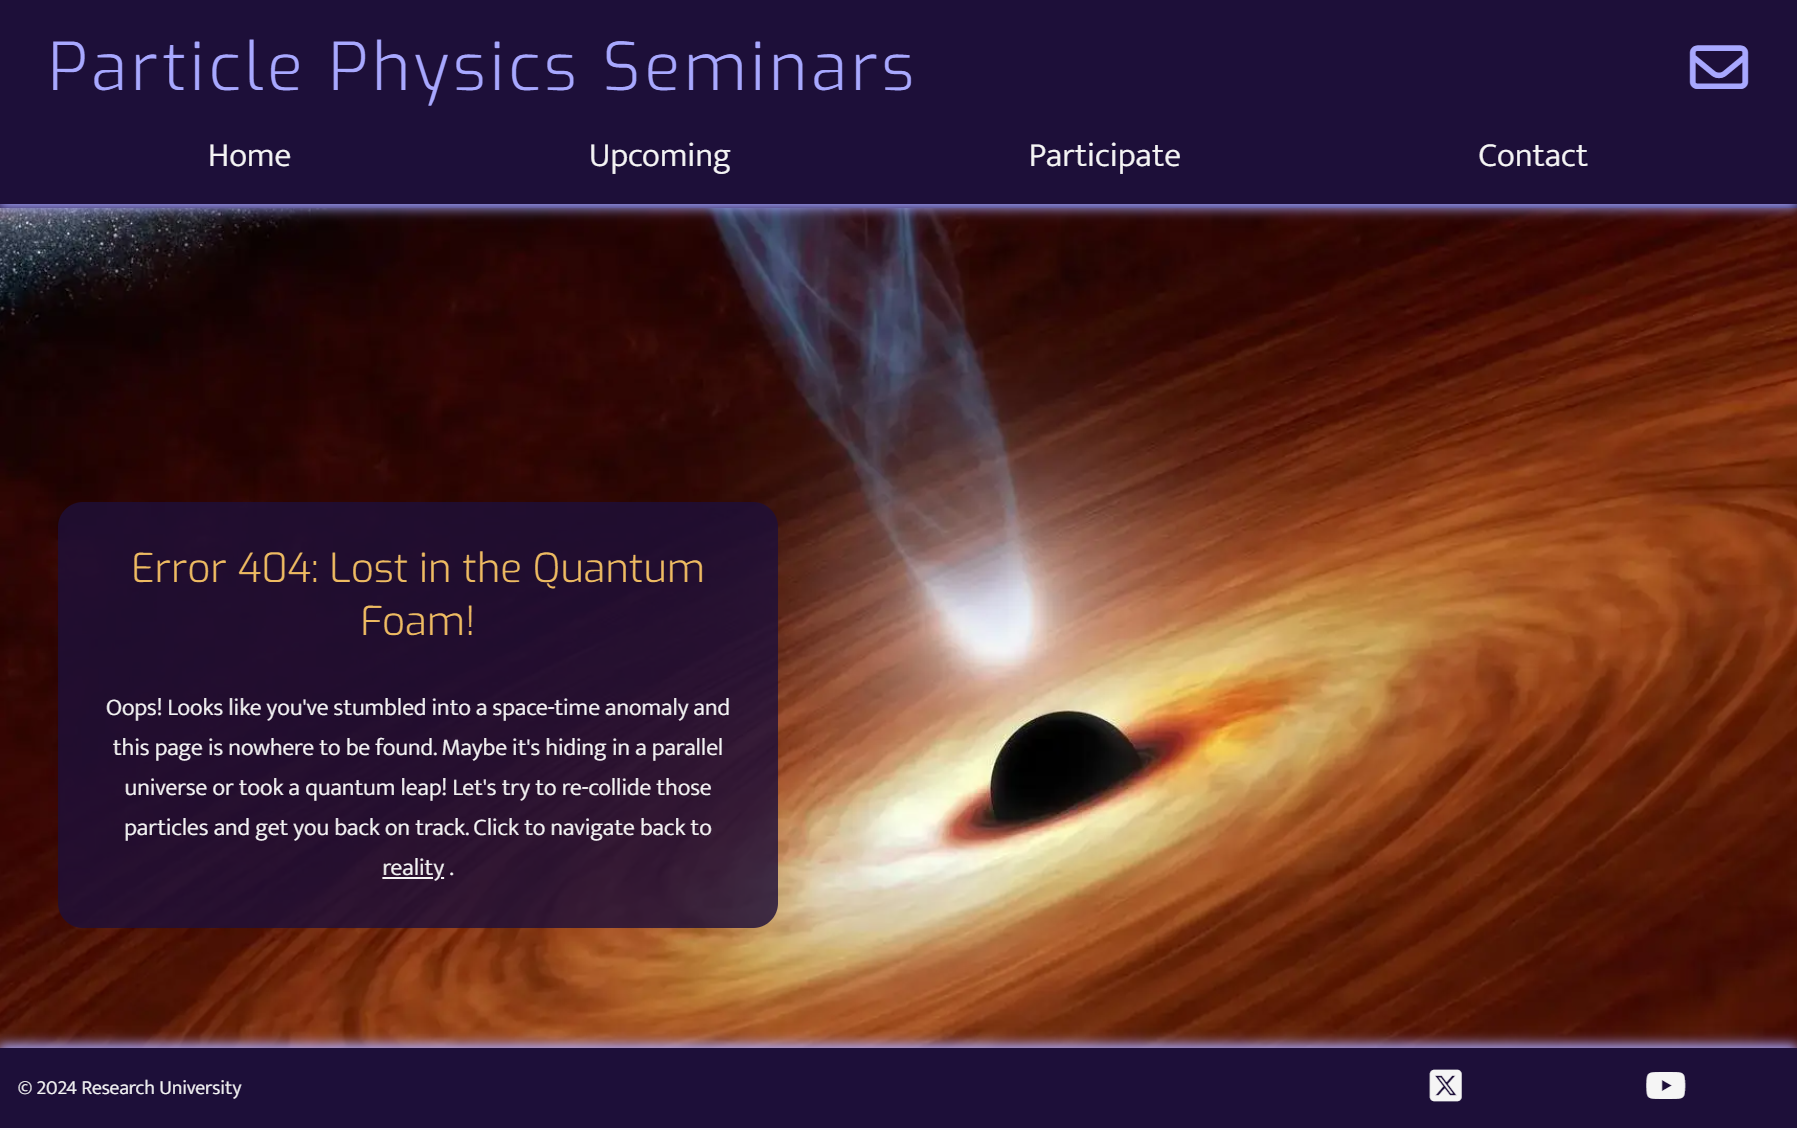 Particle Physics Seminars
Home Upcoming Participate Contact
Error 404: Lost in the Quantum
Foam!
Oops! Looks like you've stumbled into a space-time anomaly and
this page is nowhere to be found. Maybe it's hiding in a parallel
universe or took a quantum leap! Let's try to re-collide those
particles and get you back on track. Click to navigate back to
reality .
© 2024 Research University